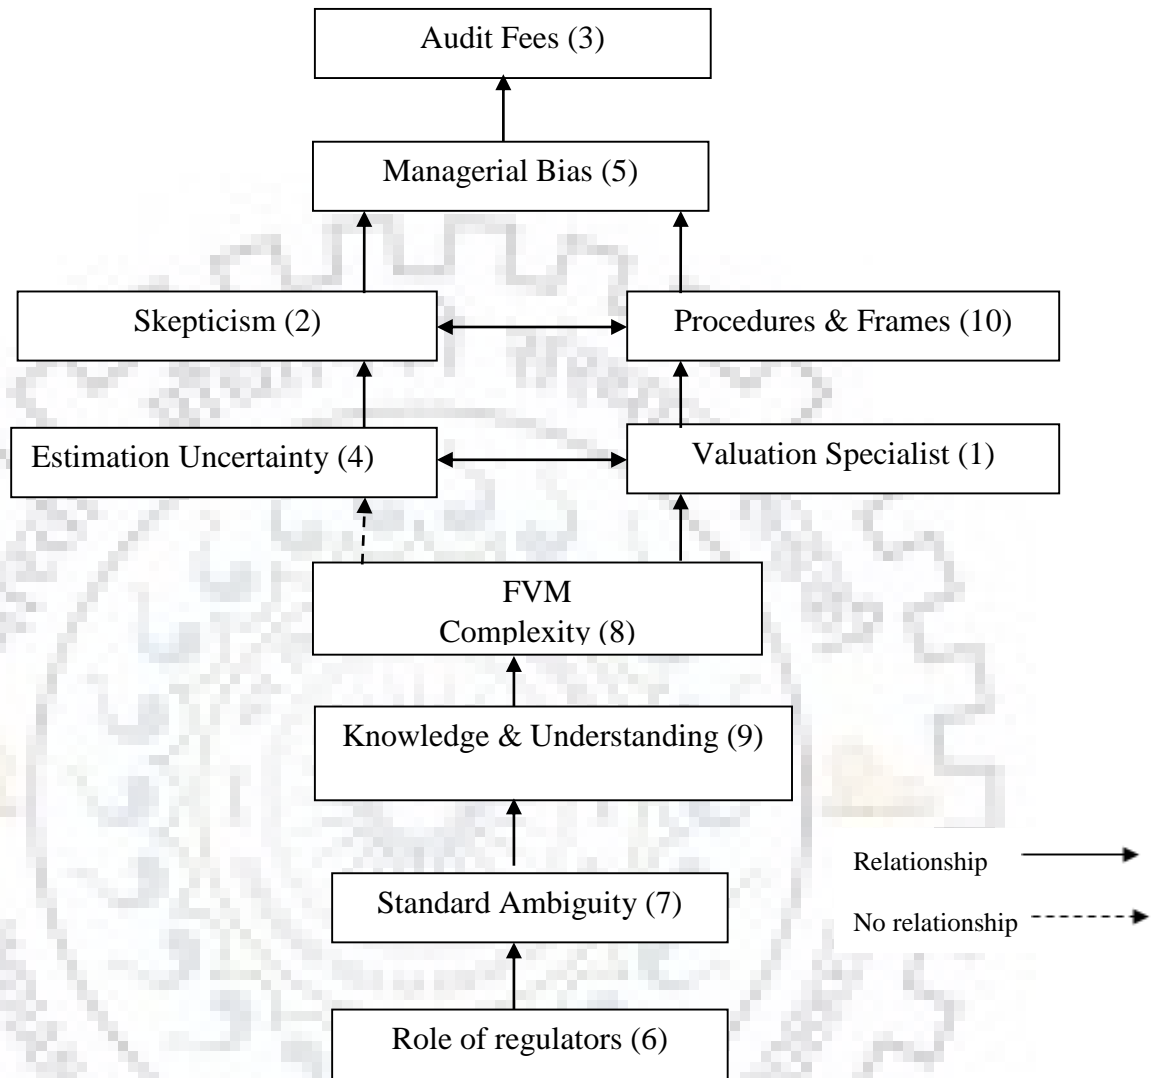 Audit Fees (3)
Managerial Bias (5)
Skepticism (2)
Procedures & Frames (10)
Estimation Uncertainty (4)
Valuation Specialist (1)
FVM
Complexity (8)
Knowledge & Understanding (9)
Standard Ambiguity (7)
Role of regulators (6)
Relationship
No relationship